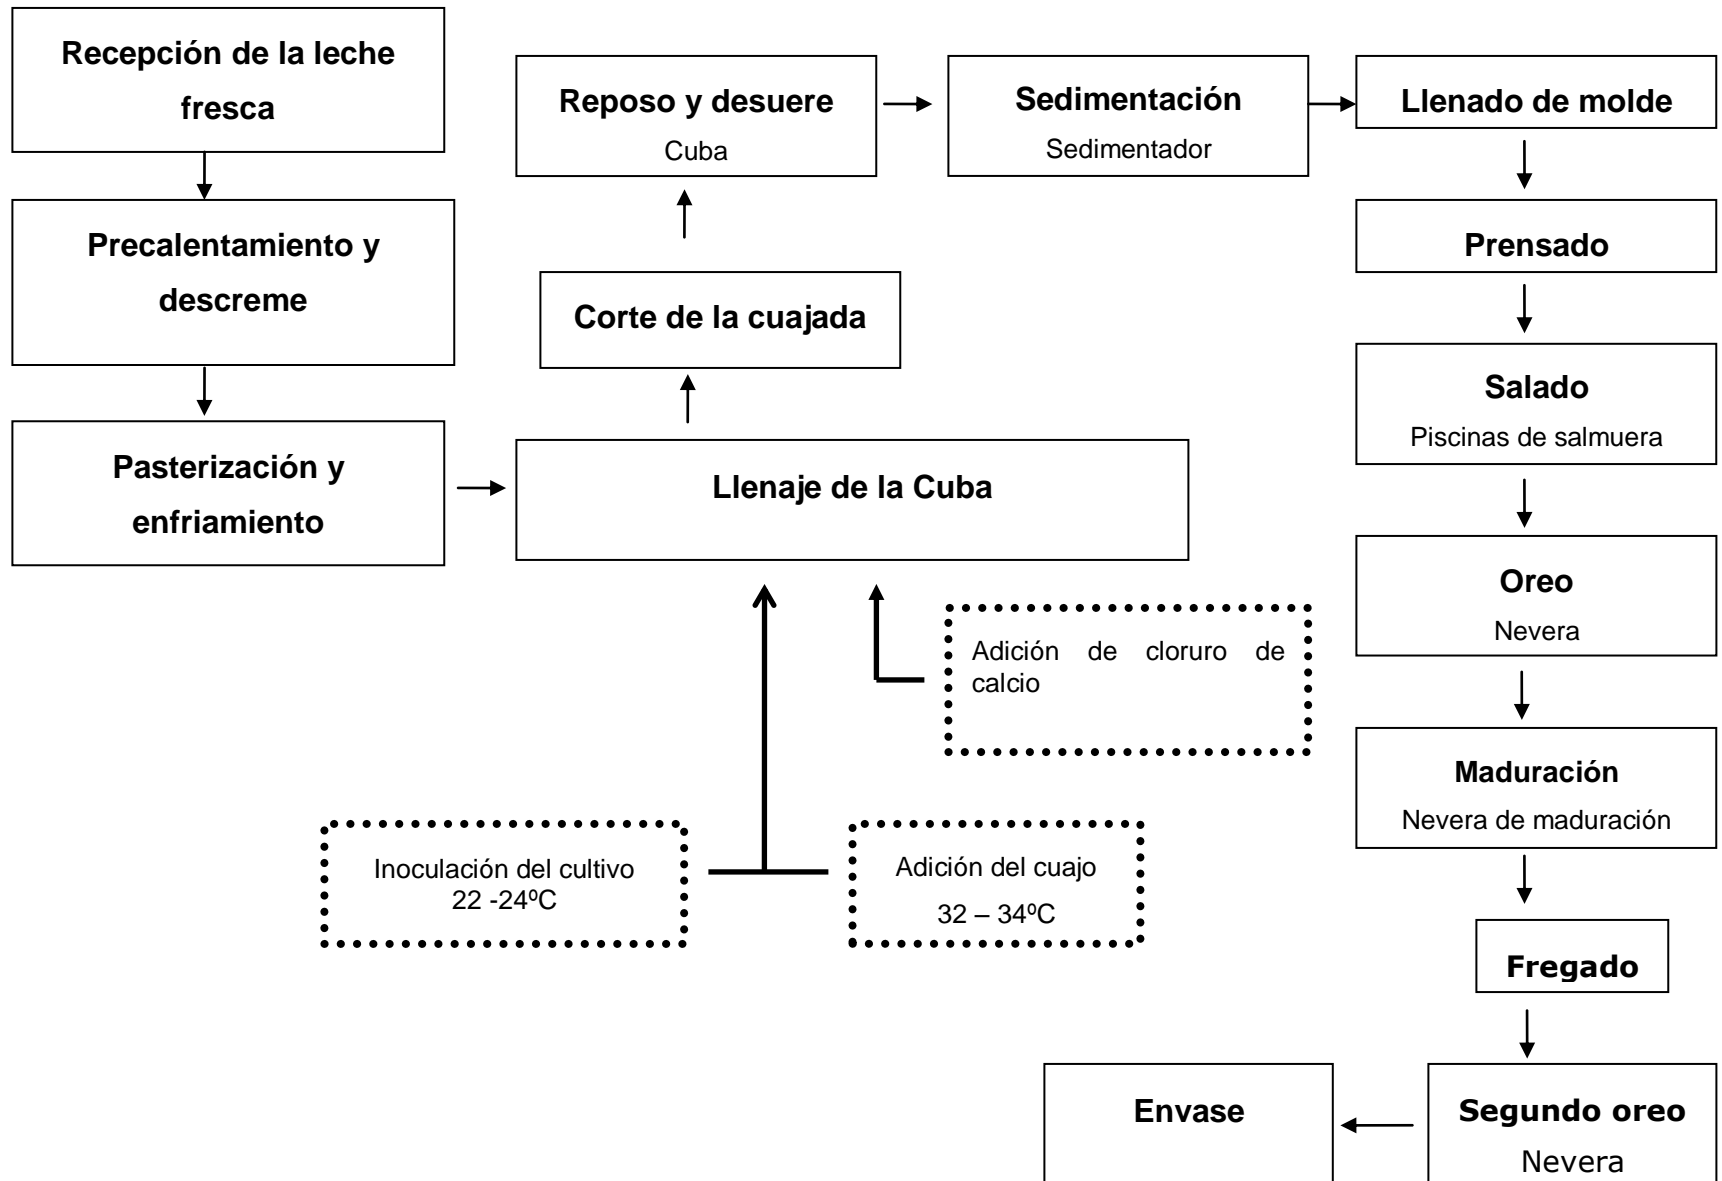 Recepción de la leche
fresca
Precalentamiento y
descreme
Pasterización y
enfriamiento
Llenaje de la Cuba
Adición de cloruro de
calcio
Inoculación del cultivo
22 -24ºC
Adición del cuajo
32 – 34ºC
Corte de la cuajada
Reposo y desuere
Cuba
Sedimentación
Sedimentador
Llenado de molde
Prensado
Salado
Piscinas de salmuera
Oreo
Nevera
Maduración
Nevera de maduración
Fregado
Segundo oreo
Nevera
Envase